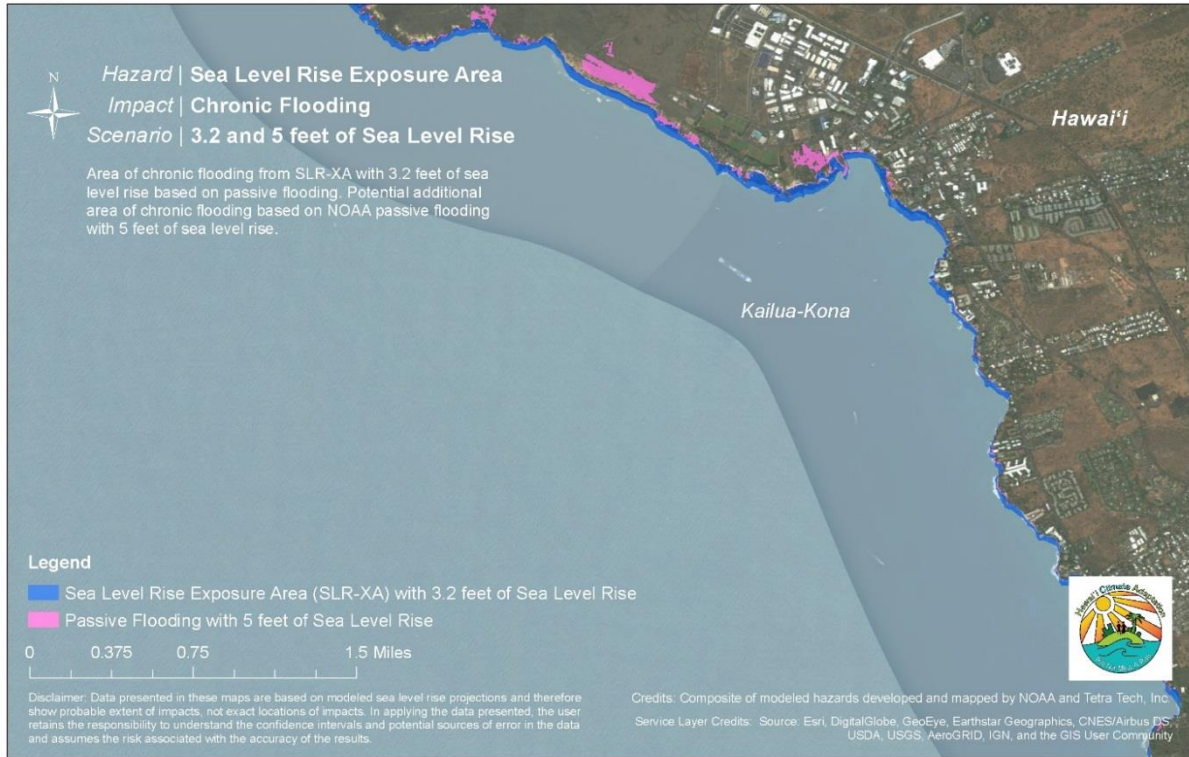 N
Hazard | Sea Level Rise Exposure Area
Impact | Chronic Flooding
Scenario | 3.2 and 5 feet of Sea Level Rise
Area of chronic flooding from SLR-XA with 3.2 feet of sea
level rise based on passive flooding. Potential additional
area of chronic flooding based on NOAA passive flooding
with 5 feet of sea level rise.
Hawaiʻi
Kailua-Kona
Legend
Sea Level Rise Exposure Area (SLR-XA) with 3.2 feet of Sea Level Rise
Passive Flooding with 5 feet of Sea Level Rise
0 0.375 0.75 1.5 Miles
Disclaimer: Data presented in these maps are based on modeled sea level rise projections and therefore
show probable extent of impacts, not exact locations of impacts. In applying the data presented, the user
retains the responsibility to understand the confidence intervals and potential sources of error in the data
and assumes the risk associated with the accuracy of the results.
Hawaiʻi Climate Adaptation
Credits: Composite of modeled hazards developed and mapped by NOAA and Tetra Tech, Inc.
Service Layer Credits: Source: Esri, DigitalGlobe, GeoEye, Earthstar Geographics, CNES/Airbus DS,
USDA, USGS, AeroGRID, IGN, and the GIS User Community